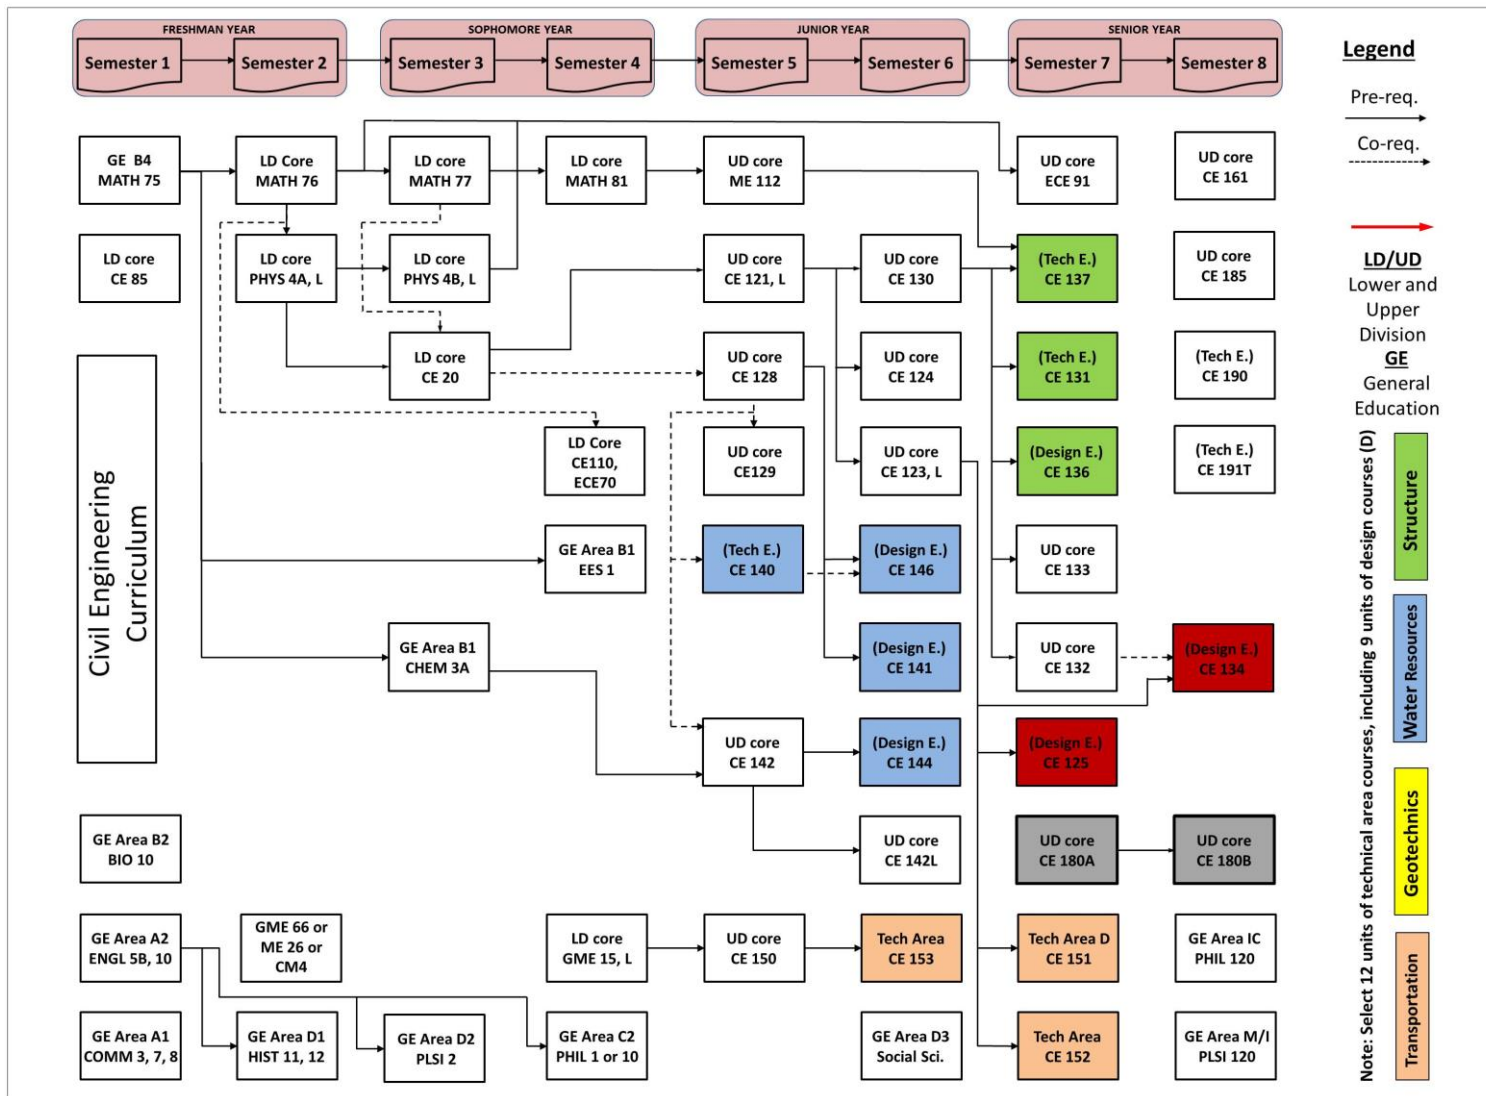 FRESHMAN YEAR
Semester 1
Semester 2
SOPHOMORE YEAR
Semester 3
Semester 4
JUNIOR YEAR
Semester 5
Semester 6
SENIOR YEAR
Semester 7
Semester 8
GE B4
MATH 75
LD Core
MATH 76
LD core
MATH 77
LD core
MATH 81
UD core
ME 112
UD core
ECE 91
UD core
CE 161
LD core
CE 85
LD core
PHYS 4A, L
LD core
PHYS 4B, L
UD core
CE 121, L
UD core
CE 130
(Tech E.)
CE 137
UD core
CE 185
LD core
CE 20
UD core
CE 128
UD core
CE 124
(Tech E.)
CE 131
(Tech E.)
CE 190
Civil Engineering
Curriculum
LD Core
CE110,
ECE70
UD core
CE129
UD core
CE 123, L
(Design E.)
CE 136
(Tech E.)
CE 191T
GE Area B1
EES 1
(Tech E.)
CE 140
(Design E.)
CE 146
UD core
CE 133
GE Area B1
CHEM 3A
(Design E.)
CE 141
UD core
CE 132
(Design E.)
CE 134
UD core
CE 142
(Design E.)
CE 144
(Design E.)
CE 125
GE Area B2
BIO 10
UD core
CE 142L
UD core
CE 180A
UD core
CE 180B
GE Area A2
ENGL 5B, 10
GME 66 or
ME 26 or
CM4
LD core
GME 15, L
UD core
CE 150
Tech Area
CE 153
Tech Area D
CE 151
GE Area IC
PHIL 120
GE Area A1
COMM 3, 7, 8
GE Area D1
HIST 11, 12
GE Area D2
PLSI 2
GE Area C2
PHIL 1 or 10
GE Area D3
Social Sci.
Tech Area
CE 152
GE Area M/I
PLSI 120
Legend
Pre-req.
Co-req.
LD/UD
Lower and
Upper
Division
GE
General
Education
Note: Select 12 units of technical area courses, including 9 units of design courses (D)
Structure
Water Resources
Geotechnics
Transportation